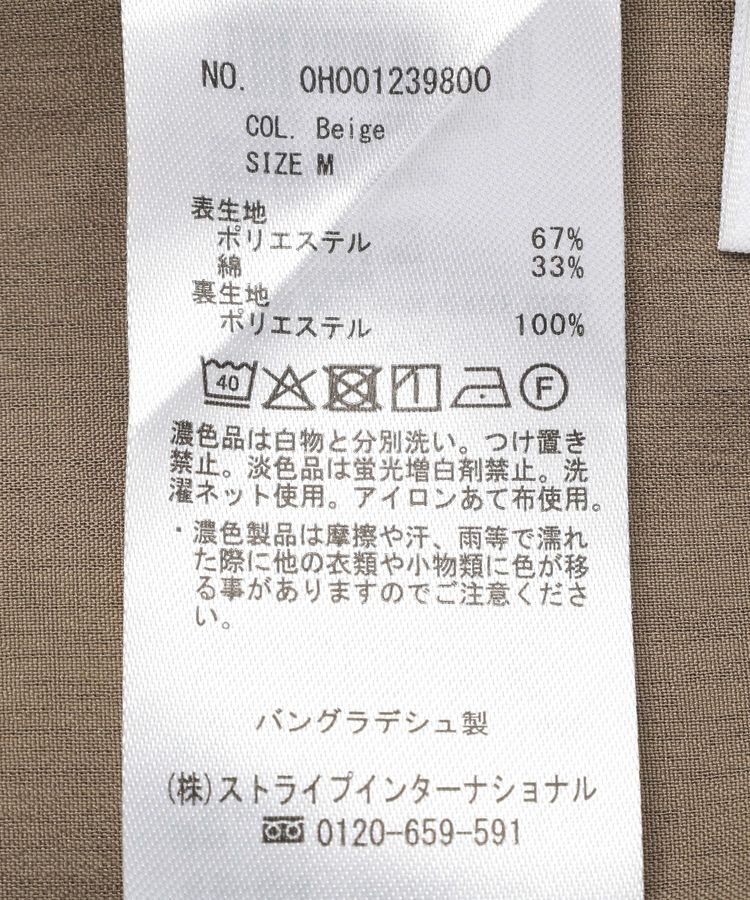 NO. 0H001239800
COL. Beige
SIZE M
表生地
ポリエステル 67%
綿 33%
裏生地
ポリエステル 100%
40 F
濃色品は白物と分別洗い。つけ置き
禁止。淡色品は蛍光増白剤禁止。洗
濯ネット使用。アイロンあて布使用。
・濃色製品は摩擦や汗、雨等で濡れ
た際に他の衣類や小物類に色が移
る事がありますのでご注意くださ
い。
バングラデシュ製
(株)ストライプインターナショナル
0120-659-591